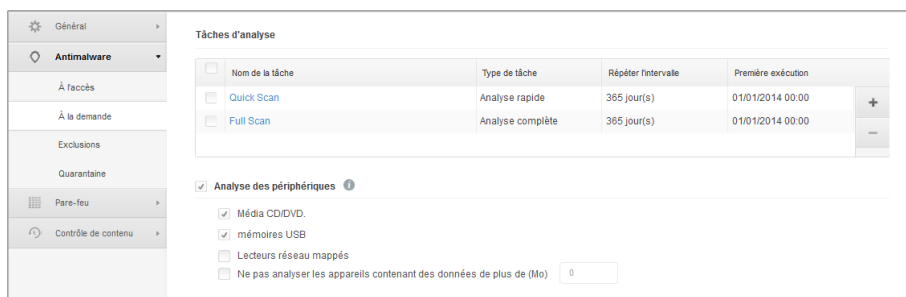 Général
Antimalware
À l'accès
À la demande
Exclusions
Quarantaine
Pare-feu
Contrôle de contenu
Tâches d'analyse
Nom de la tâche Type de tâche Répéter l'intervalle Première exécution
Quick Scan Analyse rapide 365 jour(s) 01/01/2014 00:00
Full Scan Analyse complète 365 jour(s) 01/01/2014 00:00
Analyse des périphériques
Média CD/DVD.
mémoires USB
Lecteurs réseau mappés
Ne pas analyser les appareils contenant des données de plus de (Mo) 0